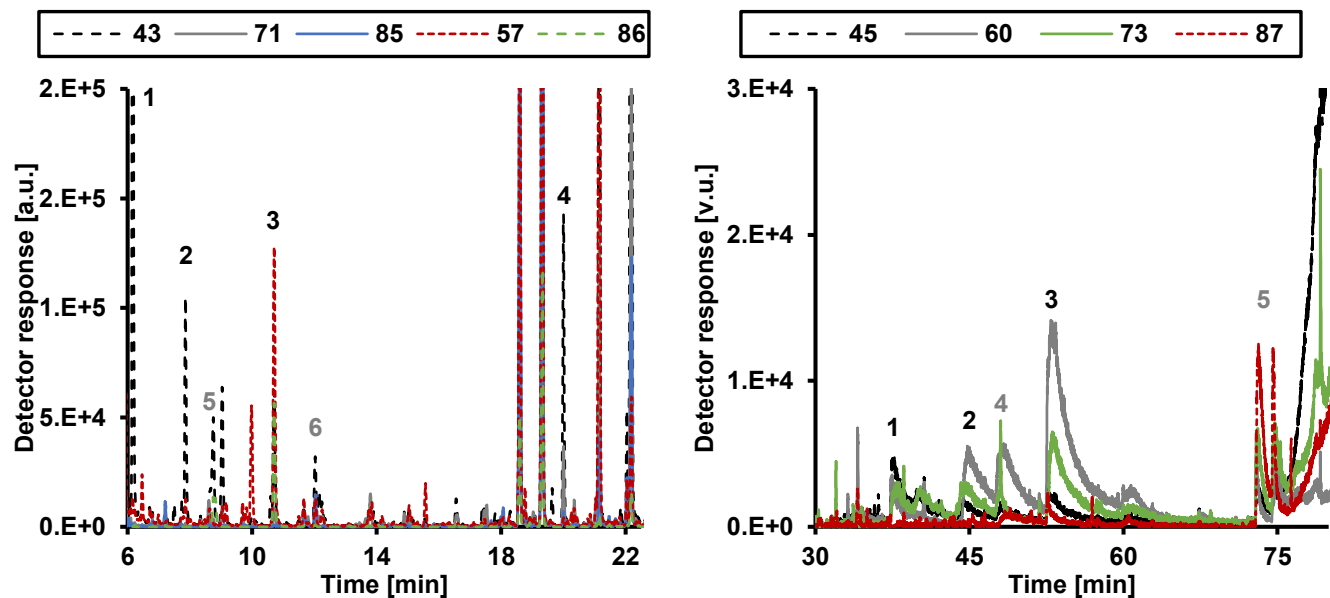 43 71 85 57 86
2.E+5
2.E+5
1.E+5
5.E+4
0.E+0
Detector response [a.u.]
1
2
3
4
5
6
6 10 14 18 22
Time [min]
45 60 73 87
3.E+4
2.E+4
1.E+4
0.E+0
Detector response [v.u.]
1
2
3
4
5
30 45 60 75
Time [min]